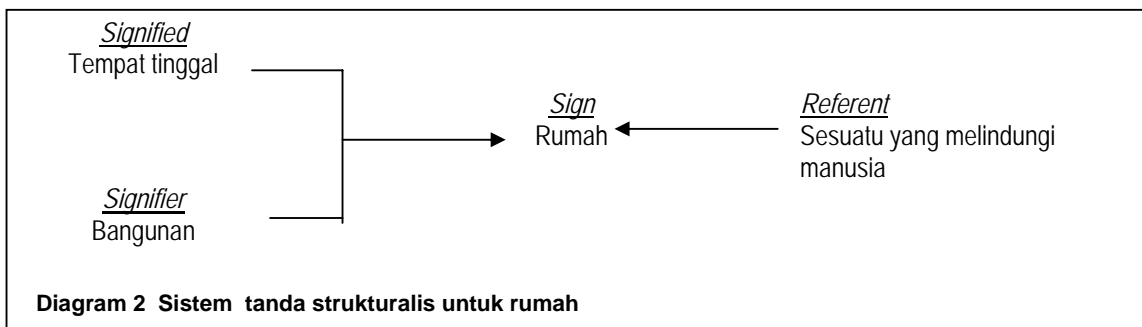 Signified
Tempat tinggal
Sign
Rumah
Referent
Sesuatu yang melindungi
manusia
Signifier
Bangunan
Diagram 2 Sistem tanda strukturalis untuk rumah